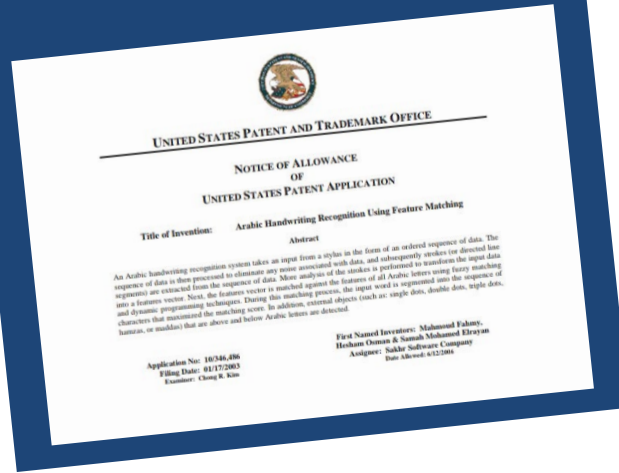 UNITED STATES PATENT AND TRADEMARK OFFICE
NOTICE OF ALLOWANCE
OF
UNITED STATES PATENT APPLICATION
Title of Invention: Arabic Handwriting Recognition Using Feature Matching
Abstract
An Arabic handwriting recognition system takes an input from a stylus in the form of an ordered sequence of data. The
sequence of data is then processed to eliminate any noise associated with data, and subsequently strokes (or directed line
segments) are extracted from the sequence of data. More analysis of the strokes is performed to transform the input data
into a features vector. Next, the features vector is matched against the features of all Arabic letters using fuzzy matching
and dynamic programming techniques. During this matching process, the input word is segmented into the sequence of
characters that maximized the matching score. In addition, external objects (such as: single dots, double dots, triple dots,
hamzas, or maddas) that are above and below Arabic letters are detected.
Application No: 10/346,486
Filing Date: 01/17/2003
Examiner: Chong R. Kim
First Named Inventors: Mahmoud Fahmy,
Hesham Osman & Samah Mohamed Elrayan
Assignee: Sakhr Software Company
Date Allowed: 6/12/2006